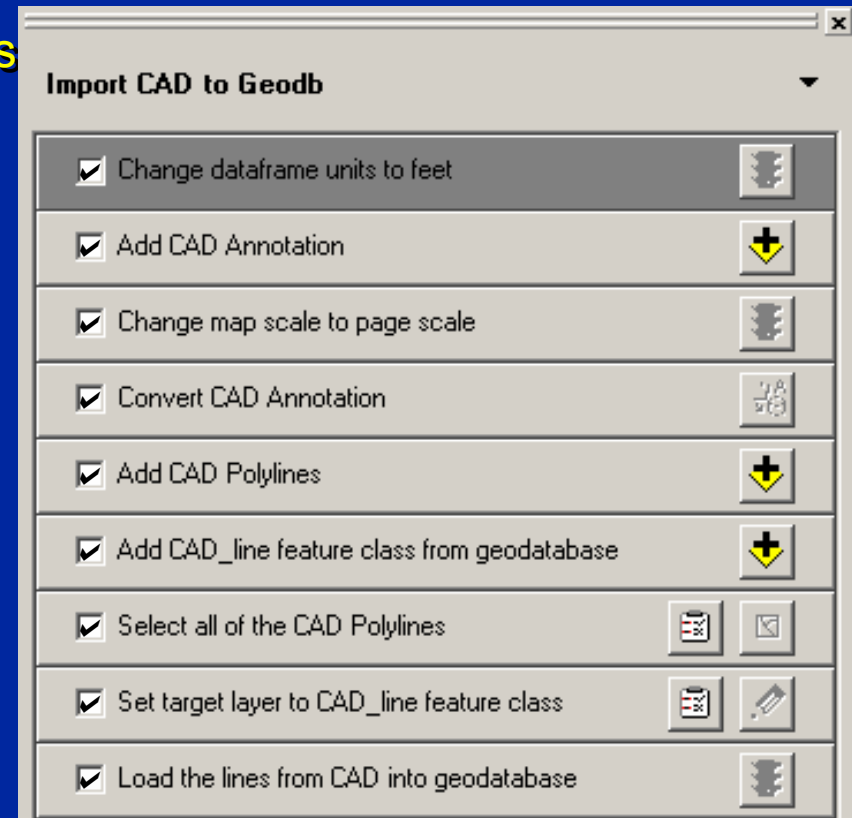 s
Import CAD to Geodb
Change dataframe units to feet
Add CAD Annotation
Change map scale to page scale
Convert CAD Annotation
Add CAD Polylines
Add CAD_line feature class from geodatabase
Select all of the CAD Polylines
Set target layer to CAD_line feature class
Load the lines from CAD into geodatabase